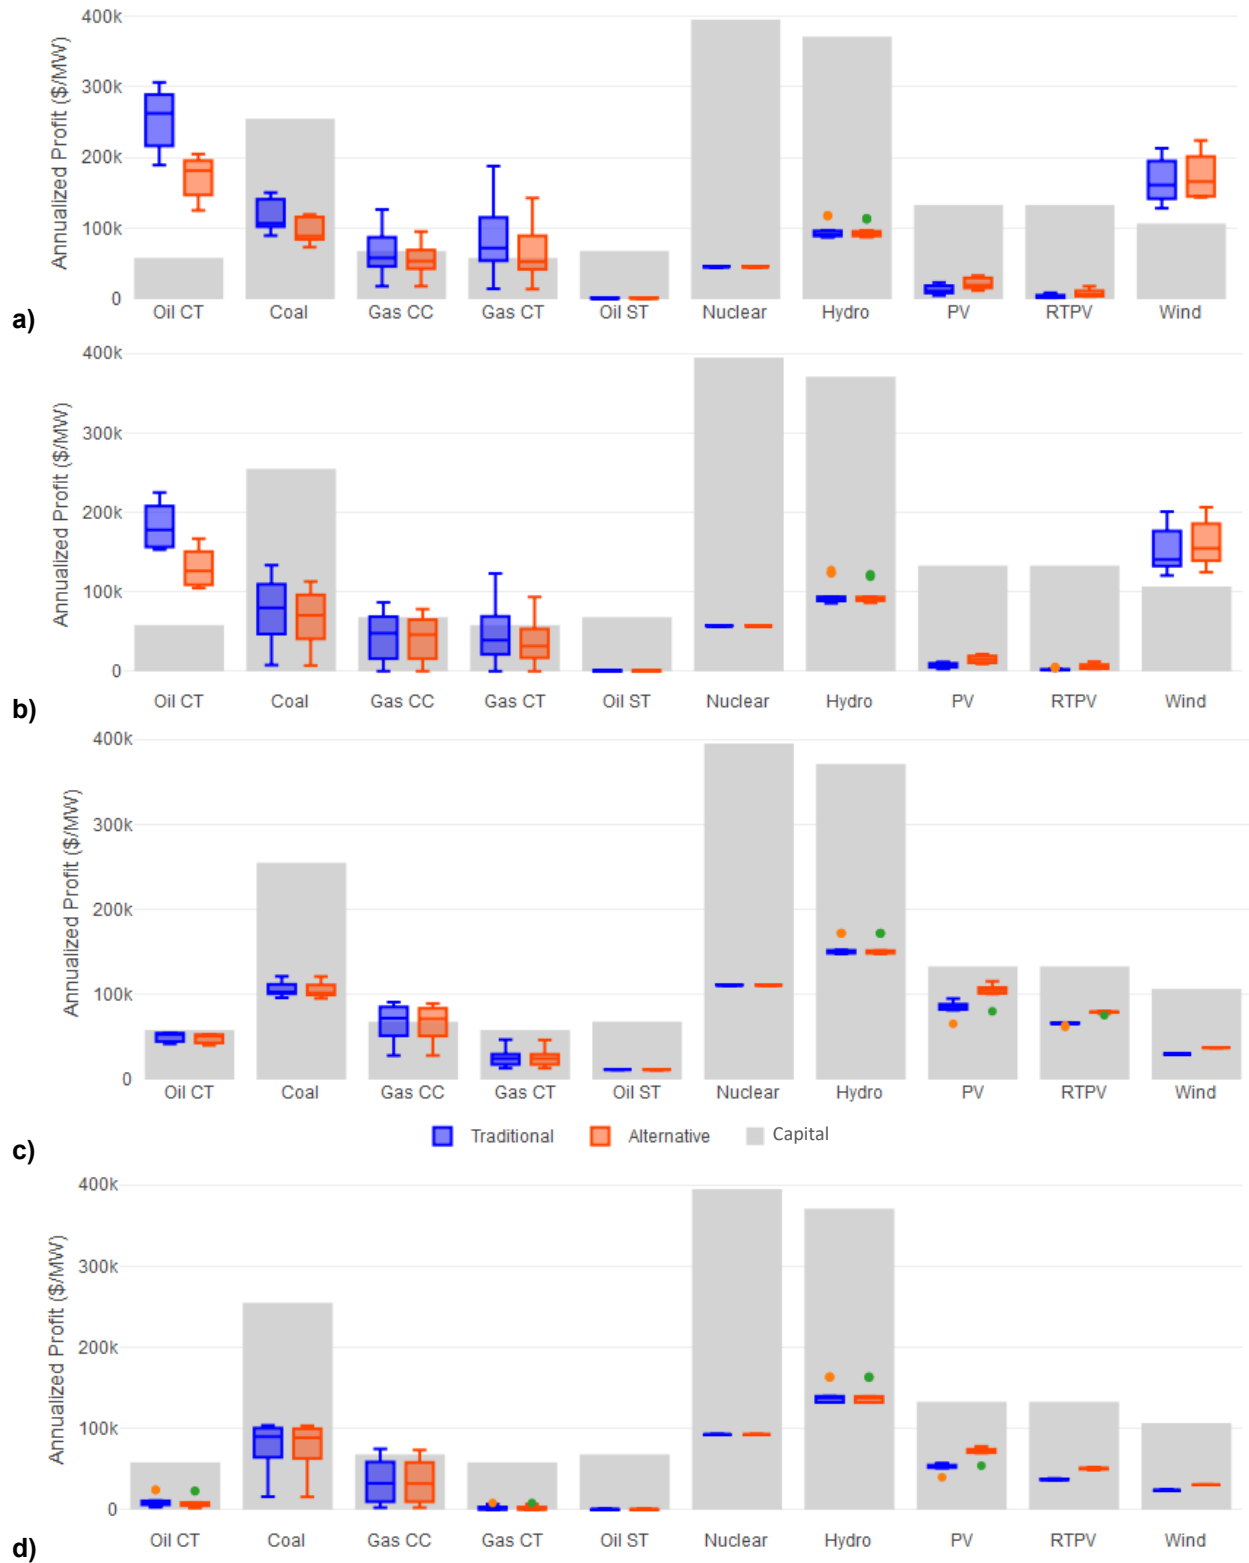 400k
300k
200k
100k
0
Annualized Profit ($/MW)
Oil CT Coal Gas CC Gas CT Oil ST Nuclear Hydro PV RTPV Wind
a)
400k
300k
200k
100k
0
Annualized Profit ($/MW)
Oil CT Coal Gas CC Gas CT Oil ST Nuclear Hydro PV RTPV Wind
b)
400k
300k
200k
100k
0
Annualized Profit ($/MW)
Oil CT Coal Gas CC Gas CT Oil ST Nuclear Hydro PV RTPV Wind
Traditional Alternative Capital
c)
400k
300k
200k
100k
0
Annualized Profit ($/MW)
Oil CT Coal Gas CC Gas CT Oil ST Nuclear Hydro PV RTPV Wind
d)